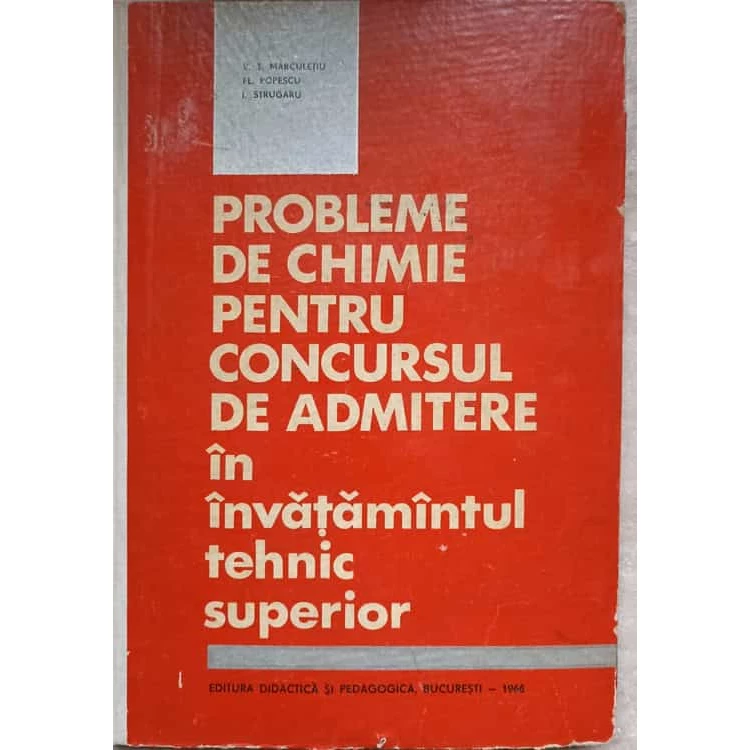 V. T. MĂRCULEȚIU
FL. POPESCU
I. STRUGARU
PROBLEME
DE CHIMIE
PENTRU
CONCURSUL
DE ADMITERE
în
învățămîntul
tehnic
superior
EDITURA DIDACTICĂ ȘI PEDAGOGICĂ, BUCUREȘTI — 1966